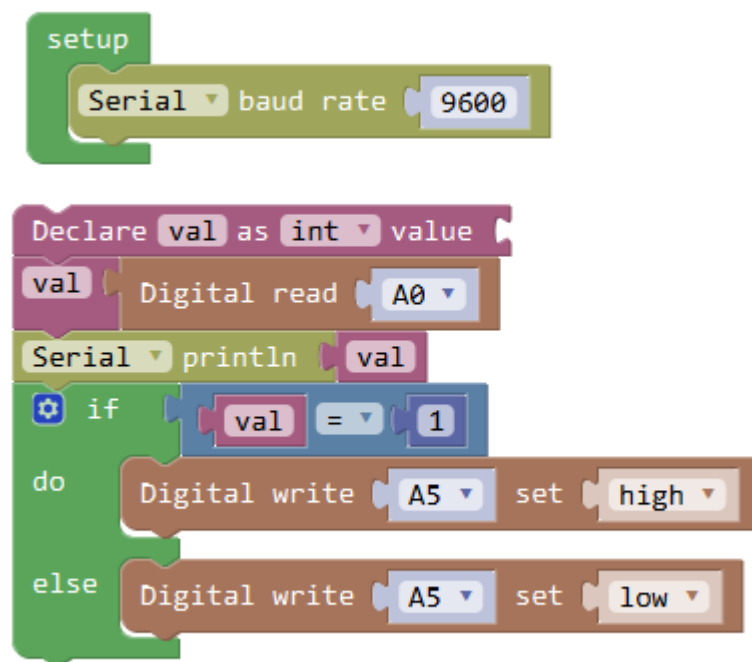 setup
Serial baud rate 9600
Declare val as int value
val Digital read A0
Serial println val
if val = 1
do Digital write A5 set high
else Digital write A5 set low